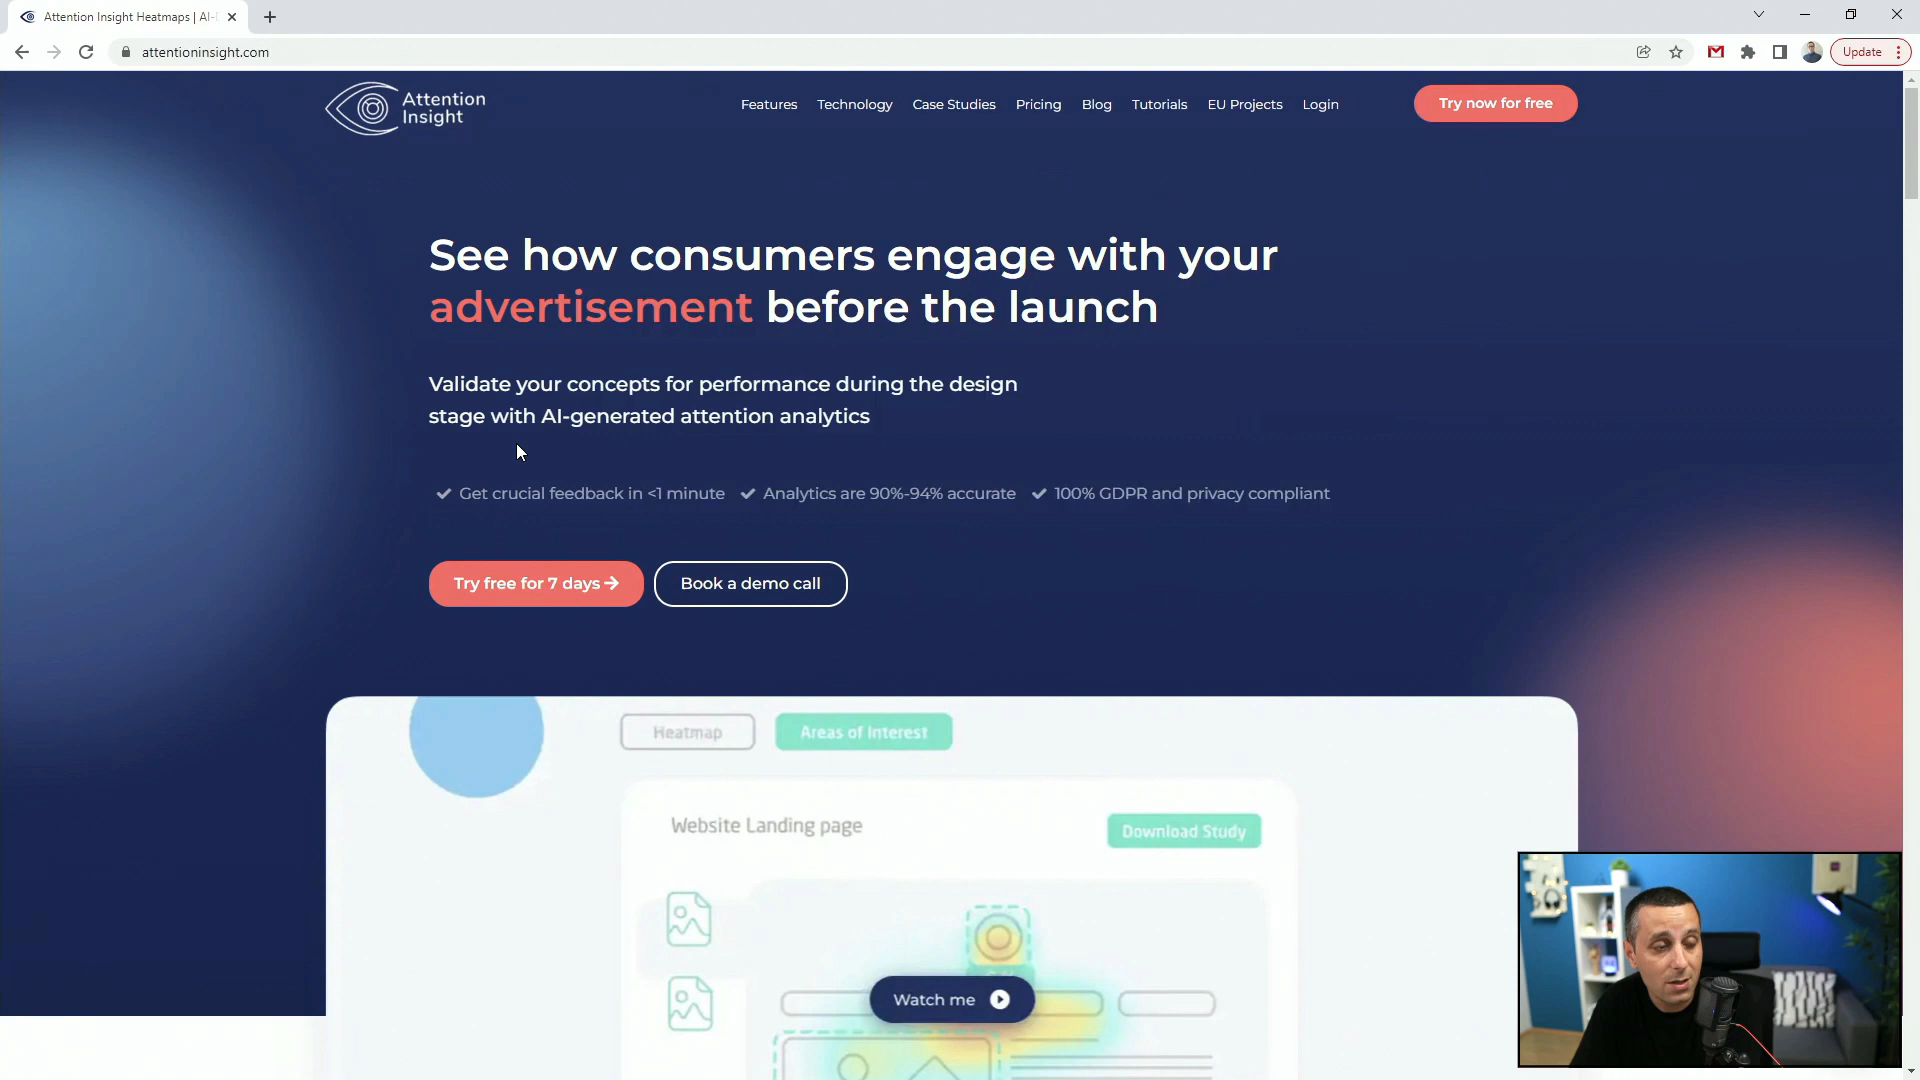 Attention Insight Heatmaps | AI-
attentioninsight.com
Update
Attention
Insight
Features
Technology
Case Studies
Pricing
Blog
Tutorials
EU Projects
Login
Try now for free
See how consumers engage with your
advertisement before the launch
Validate your concepts for performance during the design
stage with AI-generated attention analytics
Get crucial feedback in <1 minute
Analytics are 90%-94% accurate
100% GDPR and privacy compliant
Try free for 7 days
Book a demo call
Heatmap
Areas of Interest
Website Landing page
Download Study
Watch me